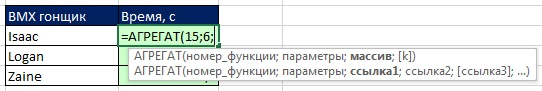 BMX гонщик Время, с
Isaac =АГРЕГАТ(15;6;
Logan АГРЕГАТ(номер_функции; параметры; массив; [k])
Zaine АГРЕГАТ(номер_функции; параметры; ссылка1; ссылка2; [ссылка3]; ...)